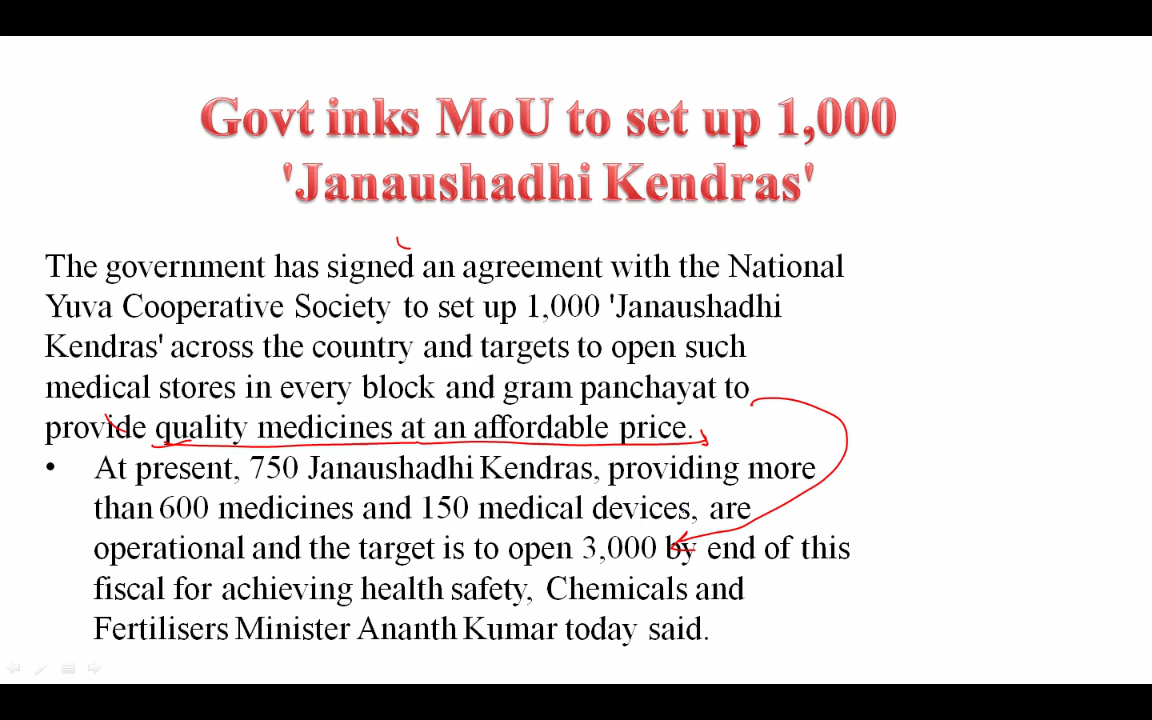 Govt inks MoU to set up 1,000
'Janaushadhi Kendras'
The government has signed an agreement with the National
Yuva Cooperative Society to set up 1,000 'Janaushadhi
Kendras' across the country and targets to open such
medical stores in every block and gram panchayat to
provide quality medicines at an affordable price.
• At present, 750 Janaushadhi Kendras, providing more
than 600 medicines and 150 medical devices, are
operational and the target is to open 3,000 by end of this
fiscal for achieving health safety, Chemicals and
Fertilisers Minister Ananth Kumar today said.